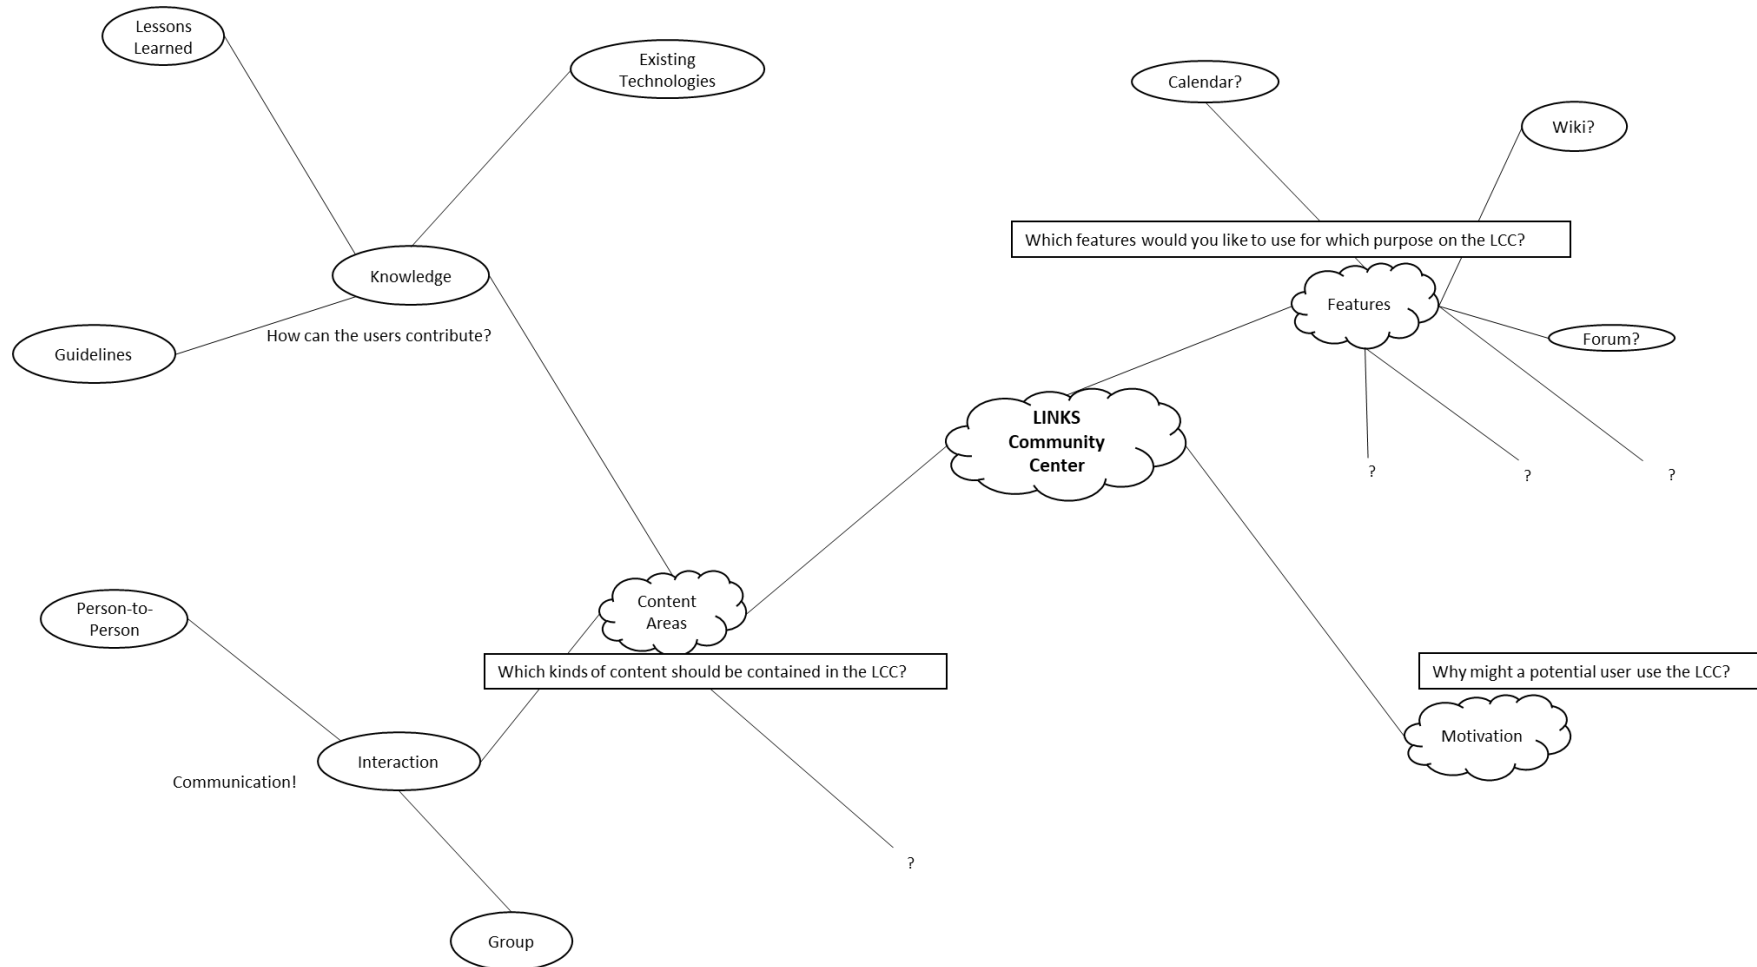 Lessons
Learned
Existing
Technologies
Calendar?
Wiki?
Which features would you like to use for which purpose on the LCC?
Knowledge
Features
How can the users contribute?
Guidelines
Forum?
LINKS
Community
Center
?
?
?
Person-to-
Person
Content
Areas
Which kinds of content should be contained in the LCC?
Why might a potential user use the LCC?
Motivation
Interaction
Communication!
?
Group